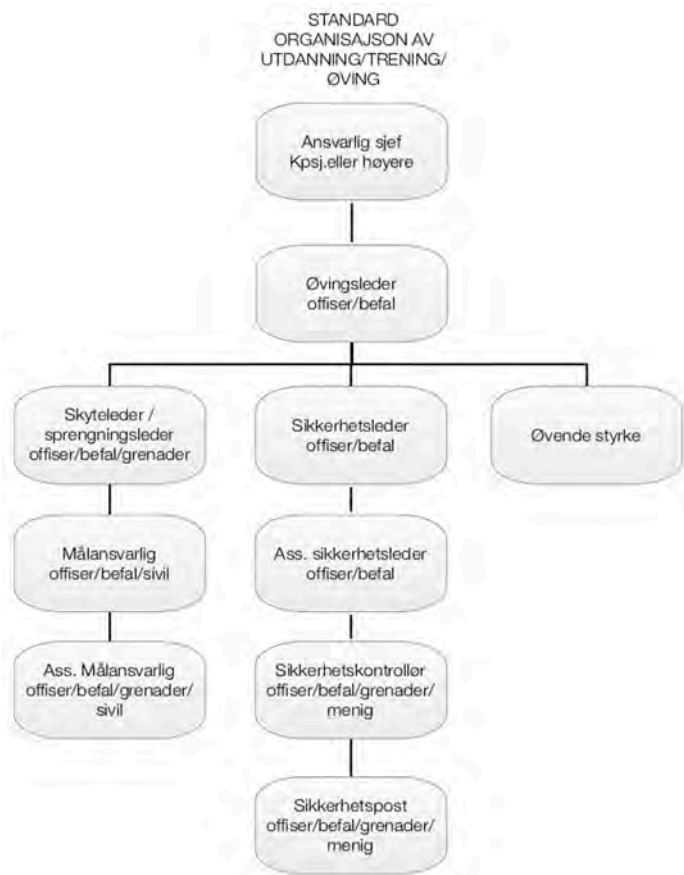 STANDARD
ORGANISAJSON AV
UTDANNING/TRENING/
ØVING
Ansvarlig sjef
Kpsj.eller høyere
Øvingsleder
offiser/befal
Skyteleder /
sprengningsleder
offiser/befal/grenader
Sikkerhetsleder
offiser/befal
Øvende styrke
Målansvarlig
offiser/befal/sivil
Ass. sikkerhetsleder
offiser/befal
Ass. Målansvarlig
offiser/befal/grenader/
sivil
Sikkerhetskontrollør
offiser/befal/grenader/
menig
Sikkerhetspost
offiser/befal/grenader/
menig